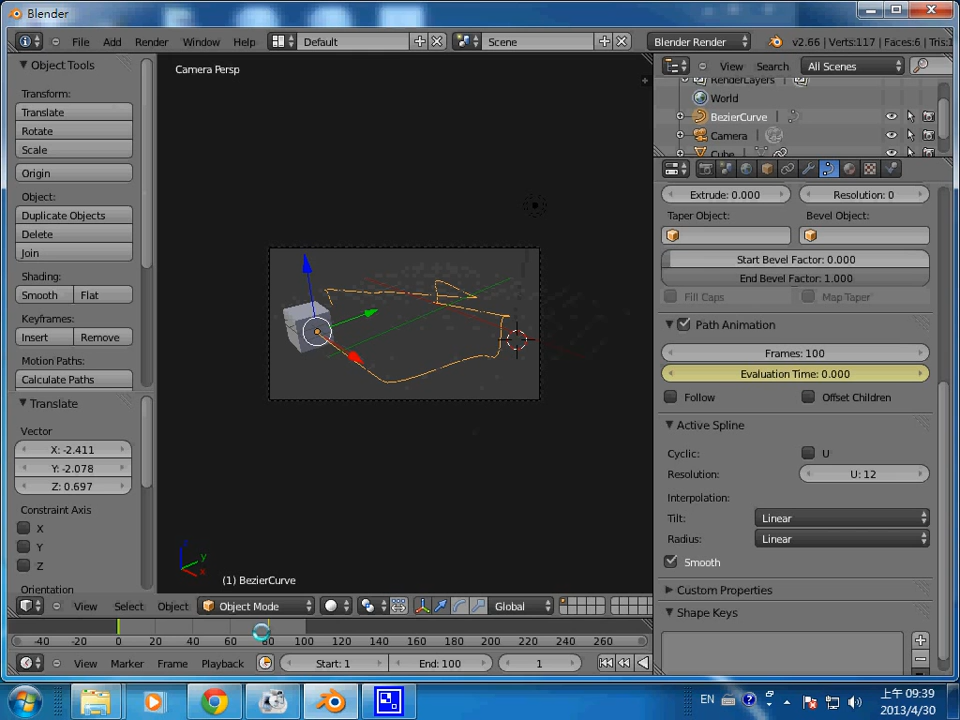 Blender
File Add Render Window Help Default Scene Blender Render v2.66 | Verts:117 | Faces:6 | Tris:1
Object Tools
Transform:
Translate
Rotate
Scale
Origin
Object:
Duplicate Objects
Delete
Join
Shading:
Smooth Flat
Keyframes:
Insert Remove
Motion Paths:
Calculate Paths
Translate
Vector
X: -2.411
Y: -2.078
Z: 0.697
Constraint Axis
X
Y
Z
Orientation
Camera Persp
z
y
x
(1) BezierCurve
View Select Object Object Mode Global
-40 -20 0 20 40 60 80 100 120 140 160 180 200 220 240 260
View Marker Frame Playback Start: 1 End: 100 1
View Search All Scenes
RenderLayers
World
BezierCurve
Camera
Cube
Extrude: 0.000 Resolution: 0
Taper Object: Bevel Object:
Start Bevel Factor: 0.000
End Bevel Factor: 1.000
Fill Caps Map Taper
Path Animation
Frames: 100
Evaluation Time: 0.000
Follow Offset Children
Active Spline
Cyclic: U
Resolution: U: 12
Interpolation:
Tilt: Linear
Radius: Linear
Smooth
Custom Properties
Shape Keys
EN 上午 09:39
2013/4/30